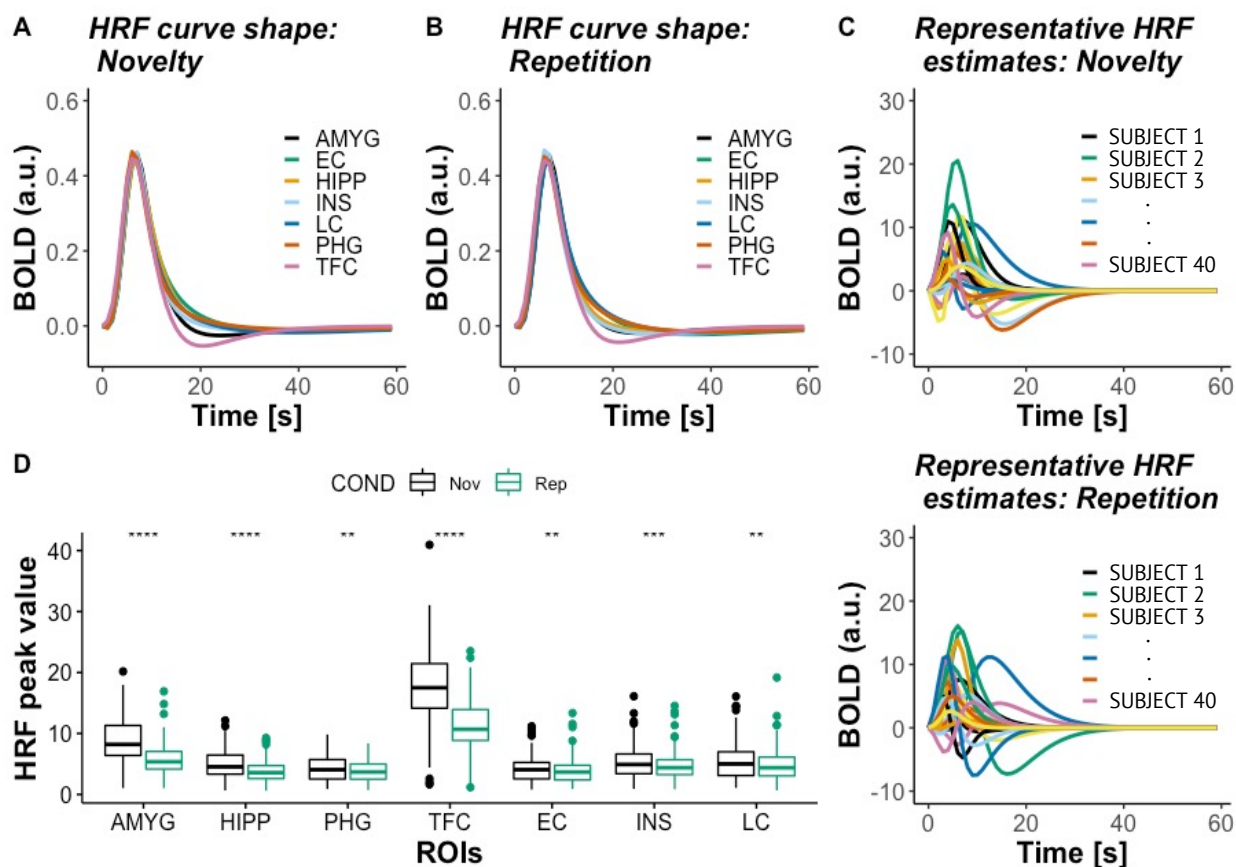 A
HRF curve shape:
Novelty
BOLD (a.u.)
0.6
0.4
0.2
0.0
AMYG
EC
HIPP
INS
LC
PHG
TFC
0 20 40 60
Time [s]
B
HRF curve shape:
Repetition
BOLD (a.u.)
0.6
0.4
0.2
0.0
AMYG
EC
HIPP
INS
LC
PHG
TFC
0 20 40 60
Time [s]
C
Representative HRF
estimates: Novelty
BOLD (a.u.)
30
20
10
0
-10
SUBJECT 1
SUBJECT 2
SUBJECT 3
.
.
.
SUBJECT 40
0 20 40 60
Time [s]
D
COND Nov Rep
HRF peak value
**** **** ** **** ** *** **
40
30
20
10
0
AMYG HIPP PHG TFC EC INS LC
ROIs
Representative HRF
estimates: Repetition
BOLD (a.u.)
30
20
10
0
-10
SUBJECT 1
SUBJECT 2
SUBJECT 3
.
.
.
SUBJECT 40
0 20 40 60
Time [s]